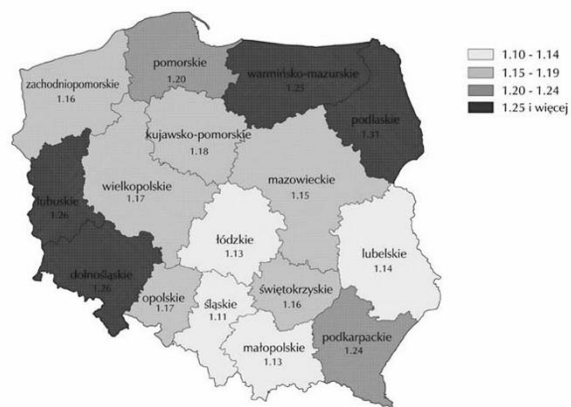 pomorskie
1.20
warmińsko-mazurskie
1.25
zachodniopomorskie
1.16
podlaskie
1.31
kujawsko-pomorskie
1.18
wielkopolskie
1.17
mazowieckie
1.15
lubuskie
1.26
łódzkie
1.13
lubelskie
1.14
dolnośląskie
1.26
opolskie
1.17
śląskie
1.11
świętokrzyskie
1.16
małopolskie
1.13
podkarpackie
1.24
1.10 - 1.14
1.15 - 1.19
1.20 - 1.24
1.25 i więcej